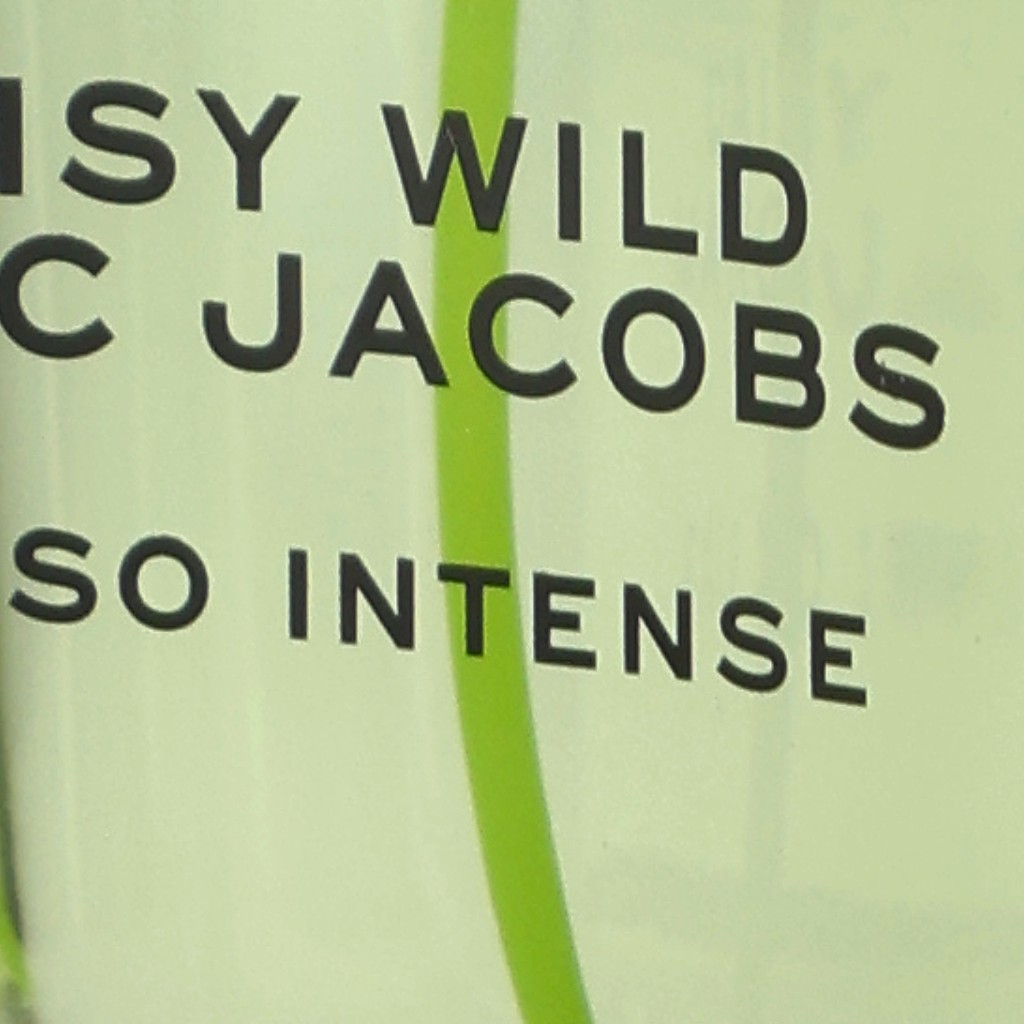 ISY WILD
C JACOBS
SO INTENSE